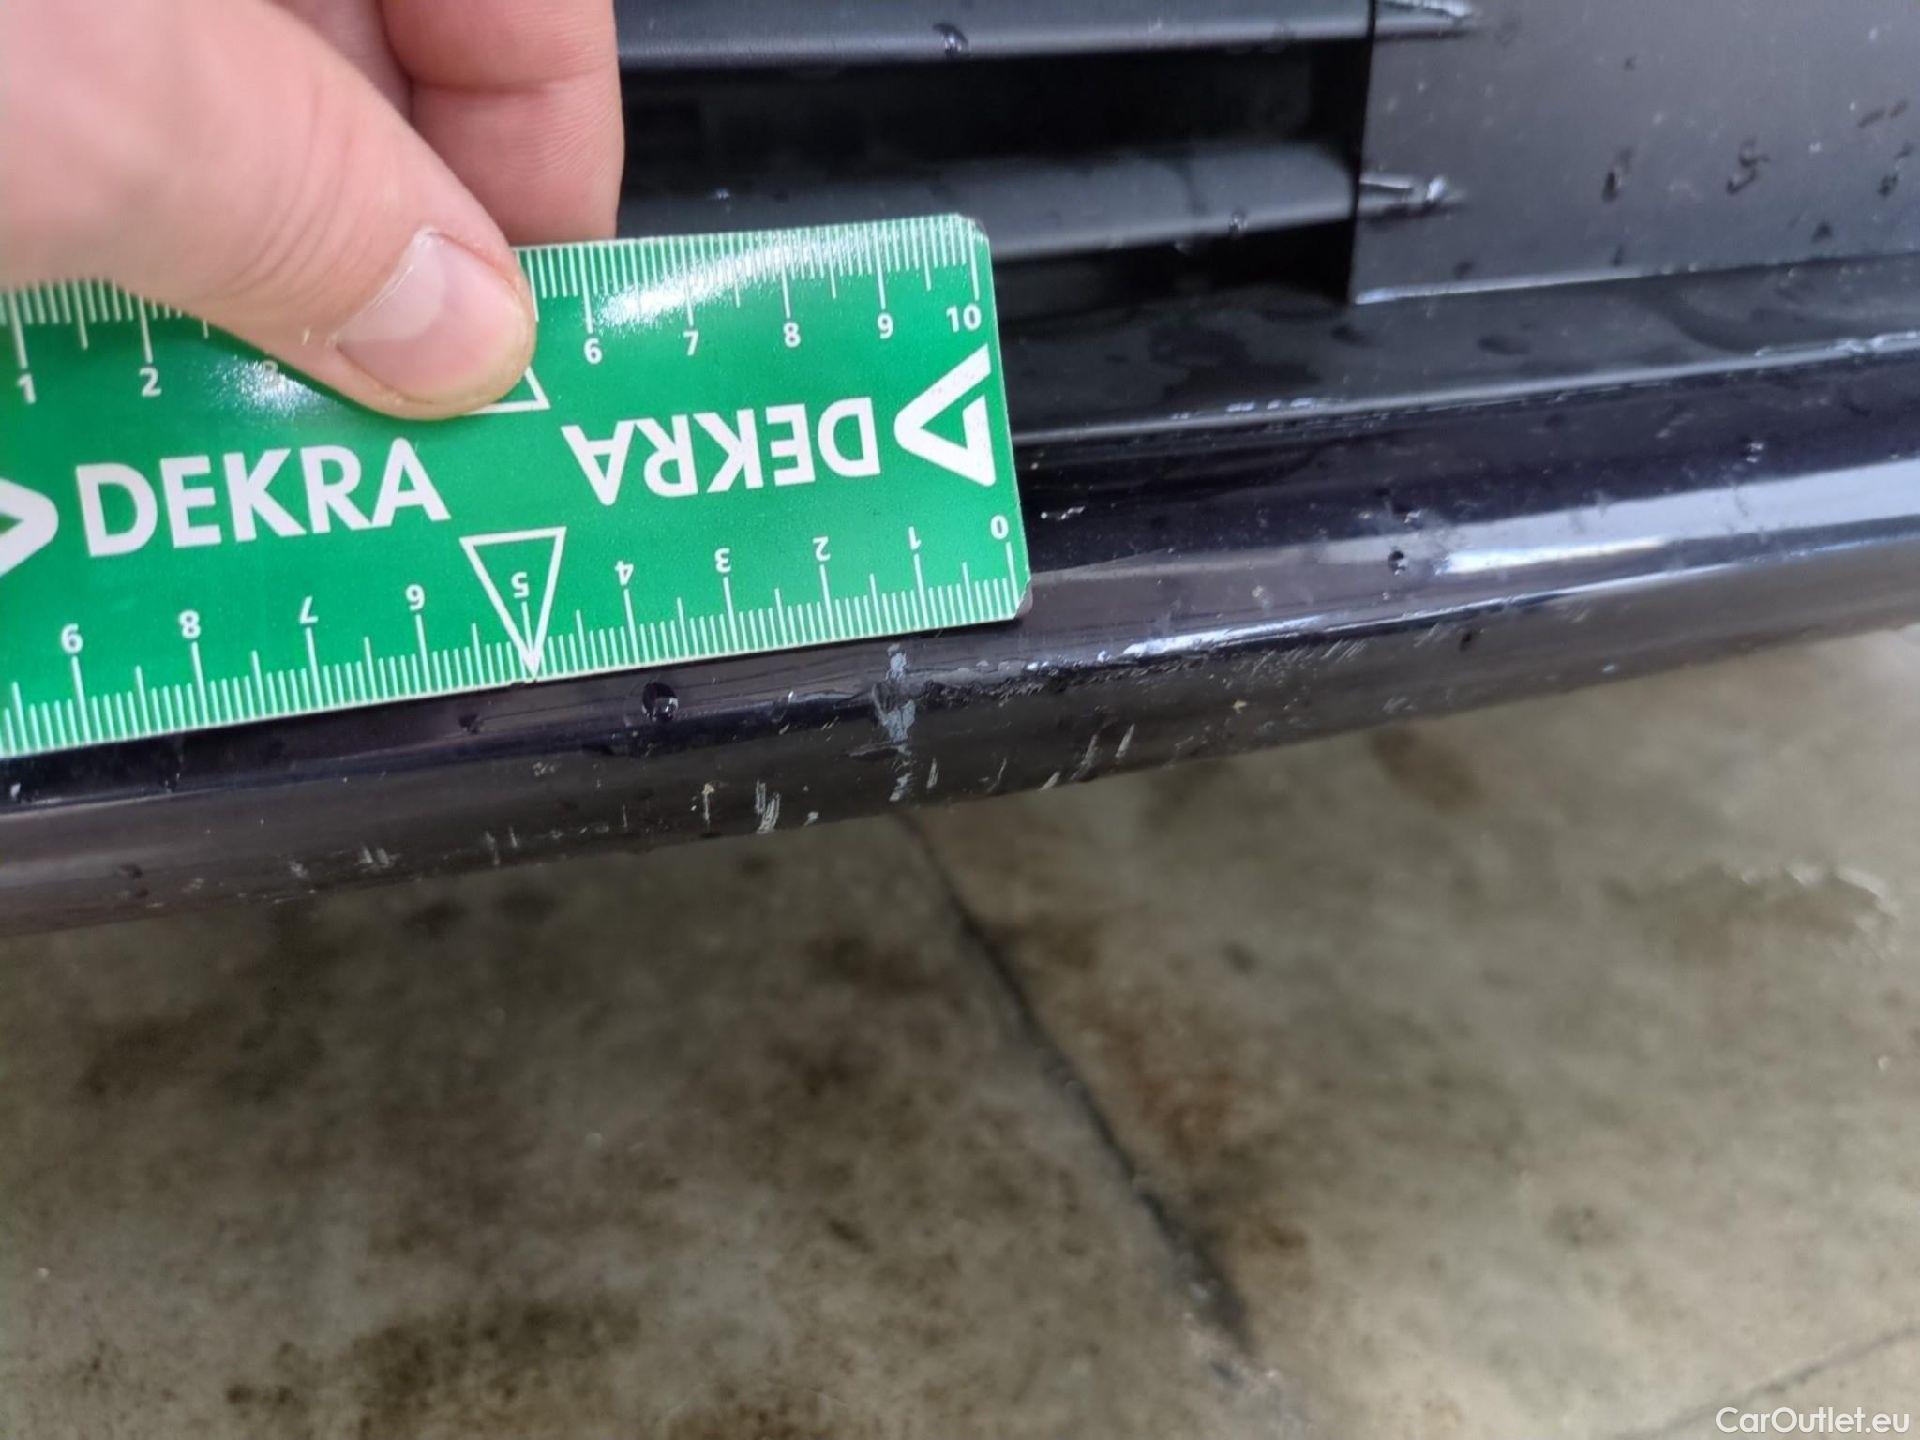 1 2 3 6 7 8 9 10
DEKRA DEKRA
9 8 7 6 5 4 3 2 1 0
CarOutlet.eu